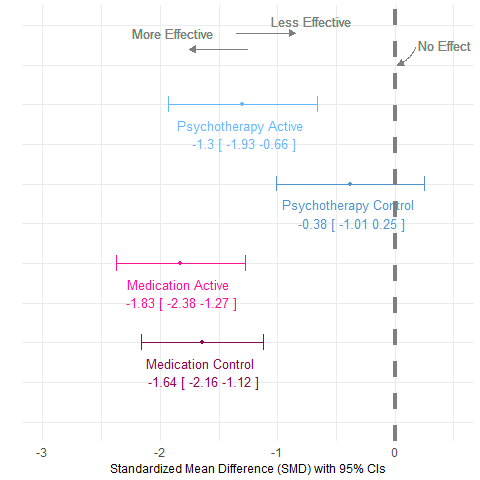 Less Effective
More Effective
No Effect
Psychotherapy Active
-1.3 [ -1.93 -0.66 ]
Psychotherapy Control
-0.38 [ -1.01 0.25 ]
Medication Active
-1.83 [ -2.38 -1.27 ]
Medication Control
-1.64 [ -2.16 -1.12 ]
-3 -2 -1 0
Standardized Mean Difference (SMD) with 95% CIs